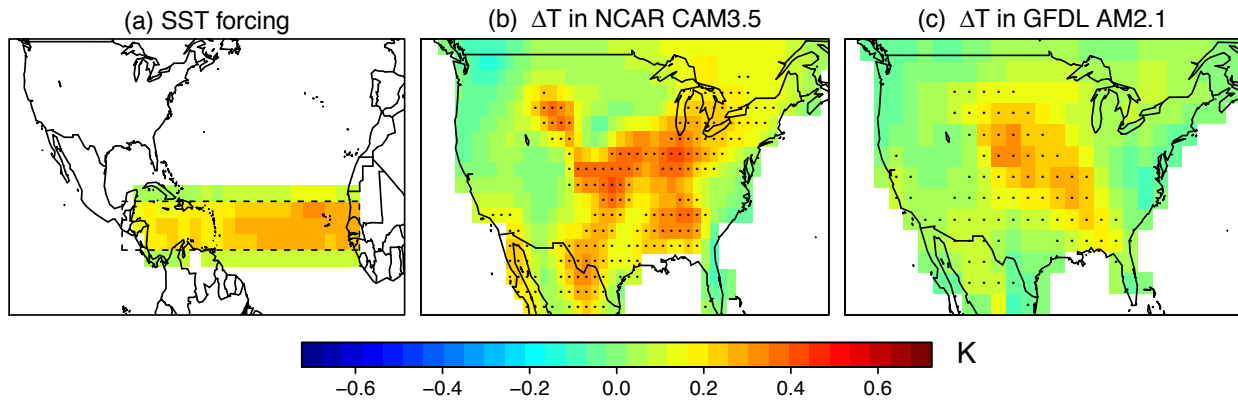 (a) SST forcing
(b) ΔT in NCAR CAM3.5
(c) ΔT in GFDL AM2.1
K
−0.6 −0.4 −0.2 0.0 0.2 0.4 0.6